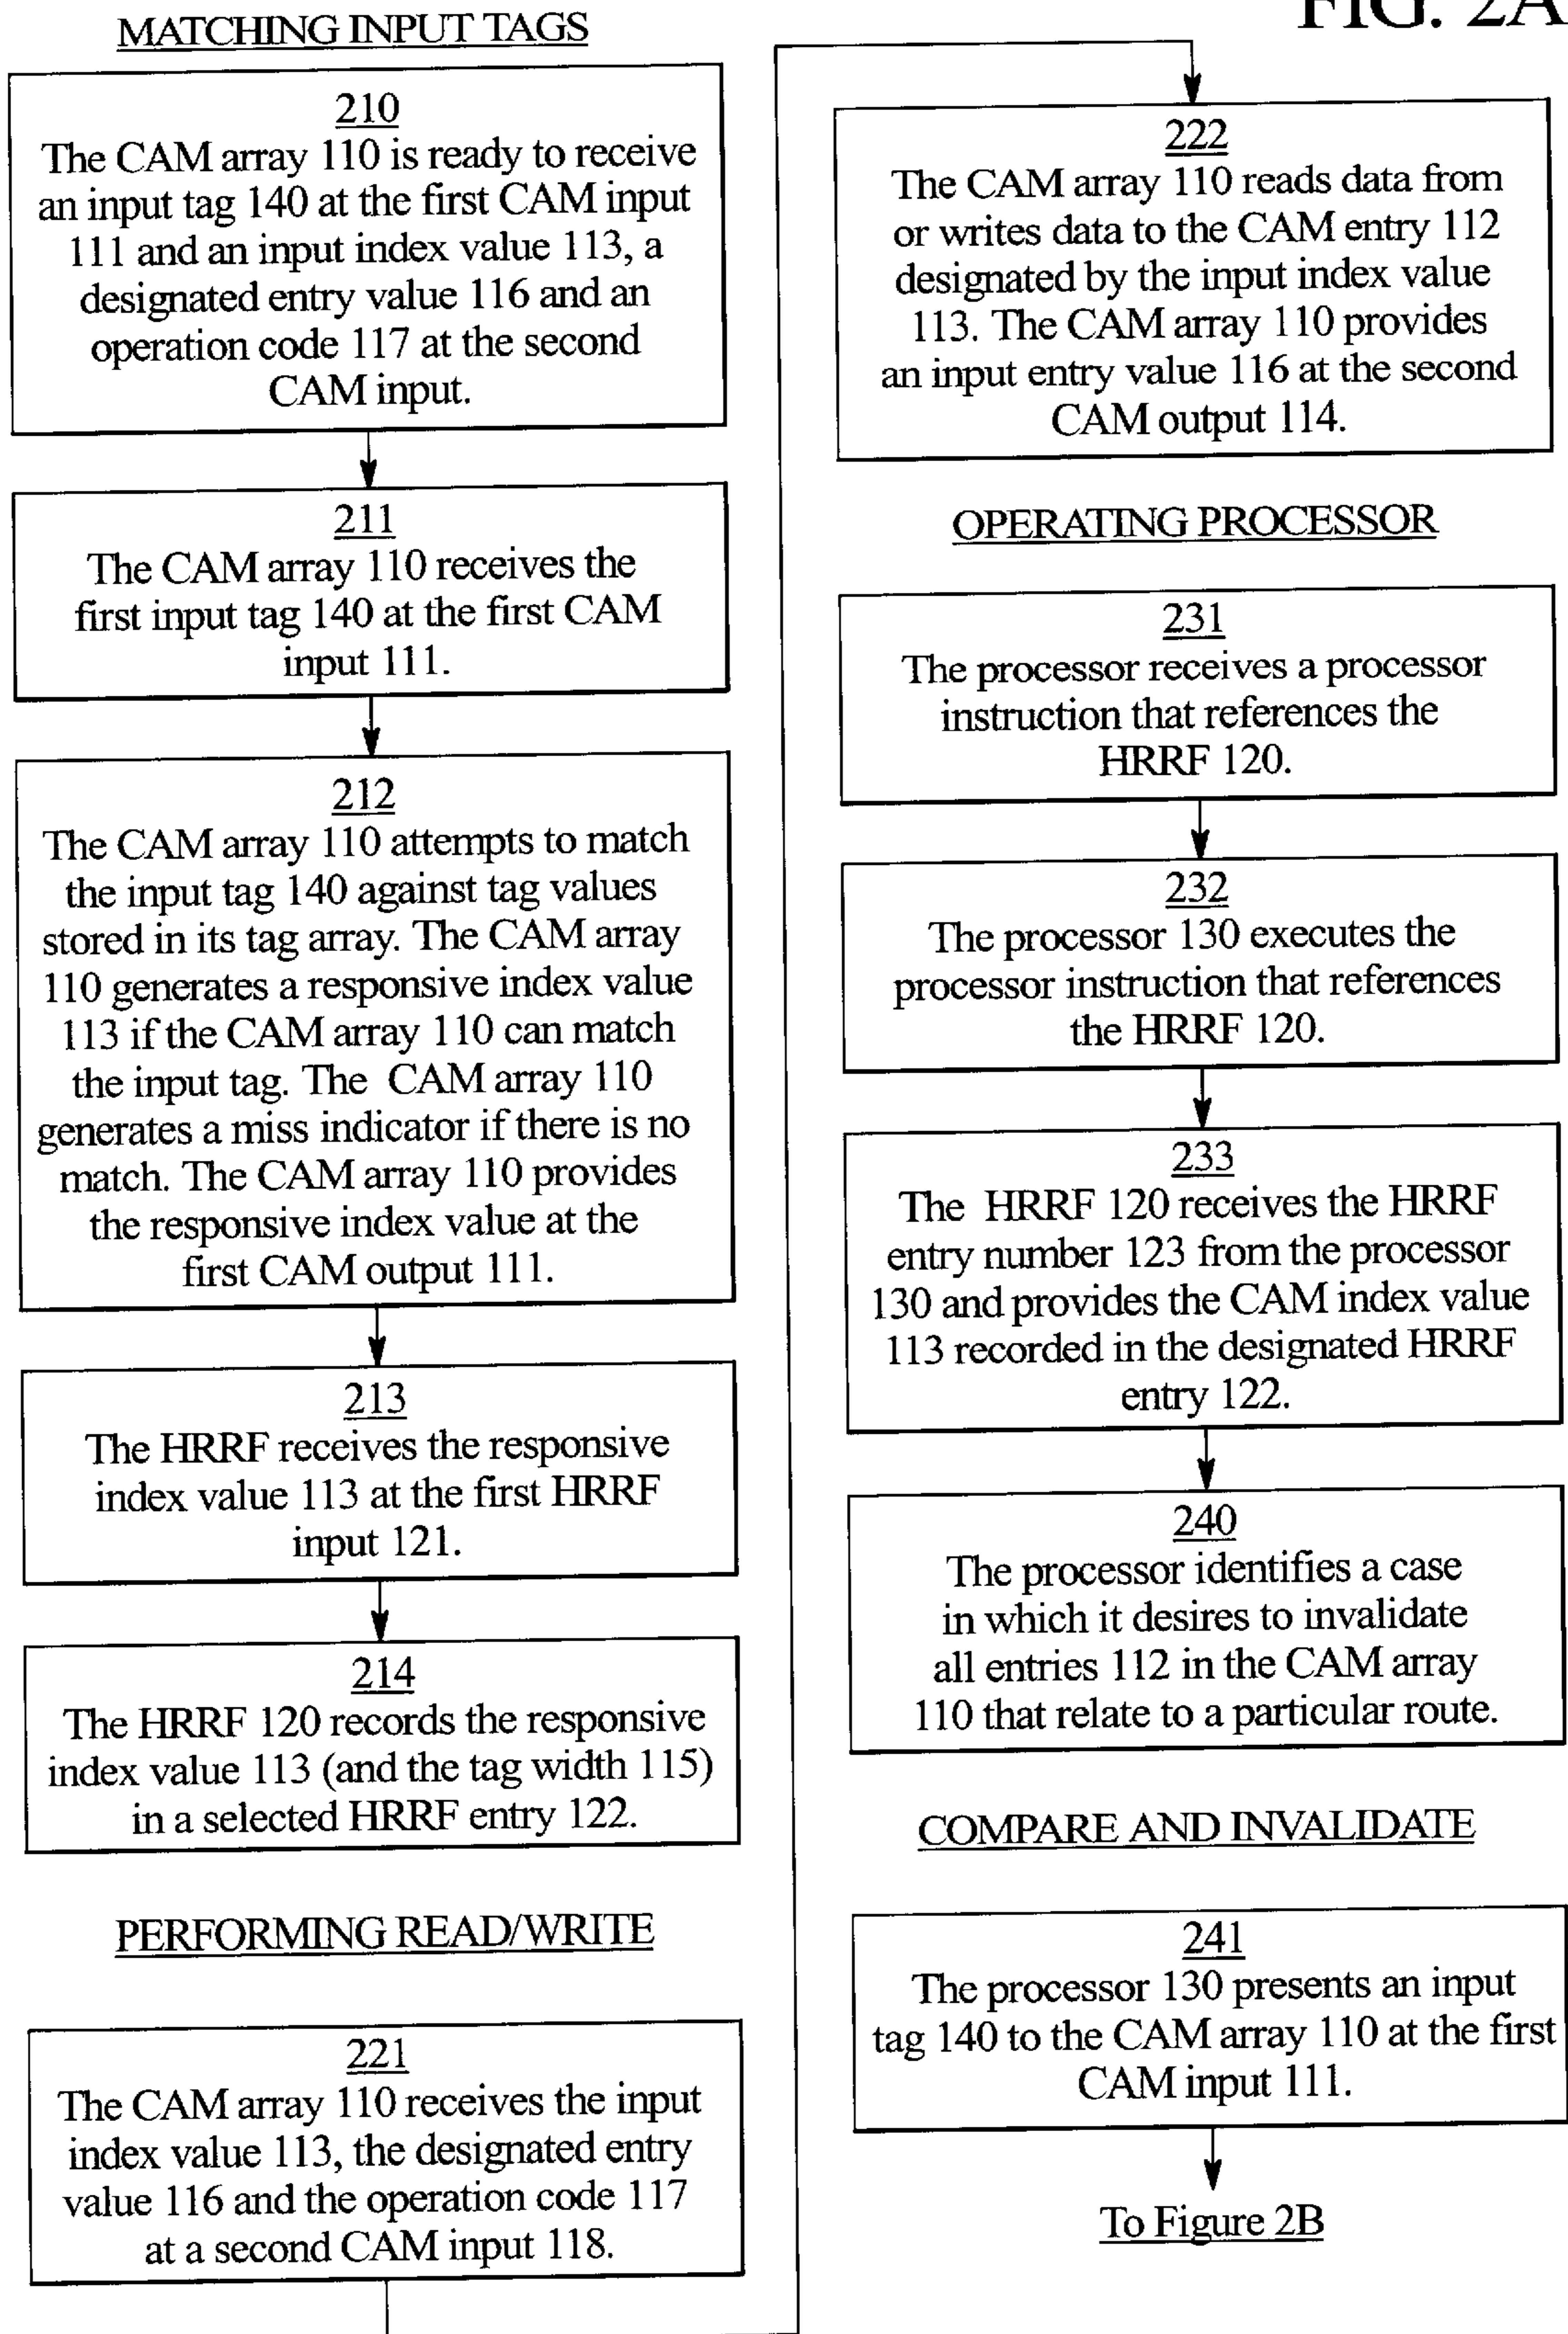 FIG. 2A
MATCHING INPUT TAGS
210
The CAM array 110 is ready to receive
an input tag 140 at the first CAM input
111 and an input index value 113, a
designated entry value 116 and an
operation code 117 at the second
CAM input.
211
The CAM array 110 receives the
first input tag 140 at the first CAM
input 111.
212
The CAM array 110 attempts to match
the input tag 140 against tag values
stored in its tag array. The CAM array
110 generates a responsive index value
113 if the CAM array 110 can match
the input tag. The CAM array 110
generates a miss indicator if there is no
match. The CAM array 110 provides
the responsive index value at the
first CAM output 111.
213
The HRRF receives the responsive
index value 113 at the first HRRF
input 121.
214
The HRRF 120 records the responsive
index value 113 (and the tag width 115)
in a selected HRRF entry 122.
PERFORMING READ/WRITE
221
The CAM array 110 receives the input
index value 113, the designated entry
value 116 and the operation code 117
at a second CAM input 118.
222
The CAM array 110 reads data from
or writes data to the CAM entry 112
designated by the input index value
113. The CAM array 110 provides
an input entry value 116 at the second
CAM output 114.
OPERATING PROCESSOR
231
The processor receives a processor
instruction that references the
HRRF 120.
232
The processor 130 executes the
processor instruction that references
the HRRF 120.
233
The HRRF 120 receives the HRRF
entry number 123 from the processor
130 and provides the CAM index value
113 recorded in the designated HRRF
entry 122.
240
The processor identifies a case
in which it desires to invalidate
all entries 112 in the CAM array
110 that relate to a particular route.
COMPARE AND INVALIDATE
241
The processor 130 presents an input
tag 140 to the CAM array 110 at the first
CAM input 111.
To Figure 2B